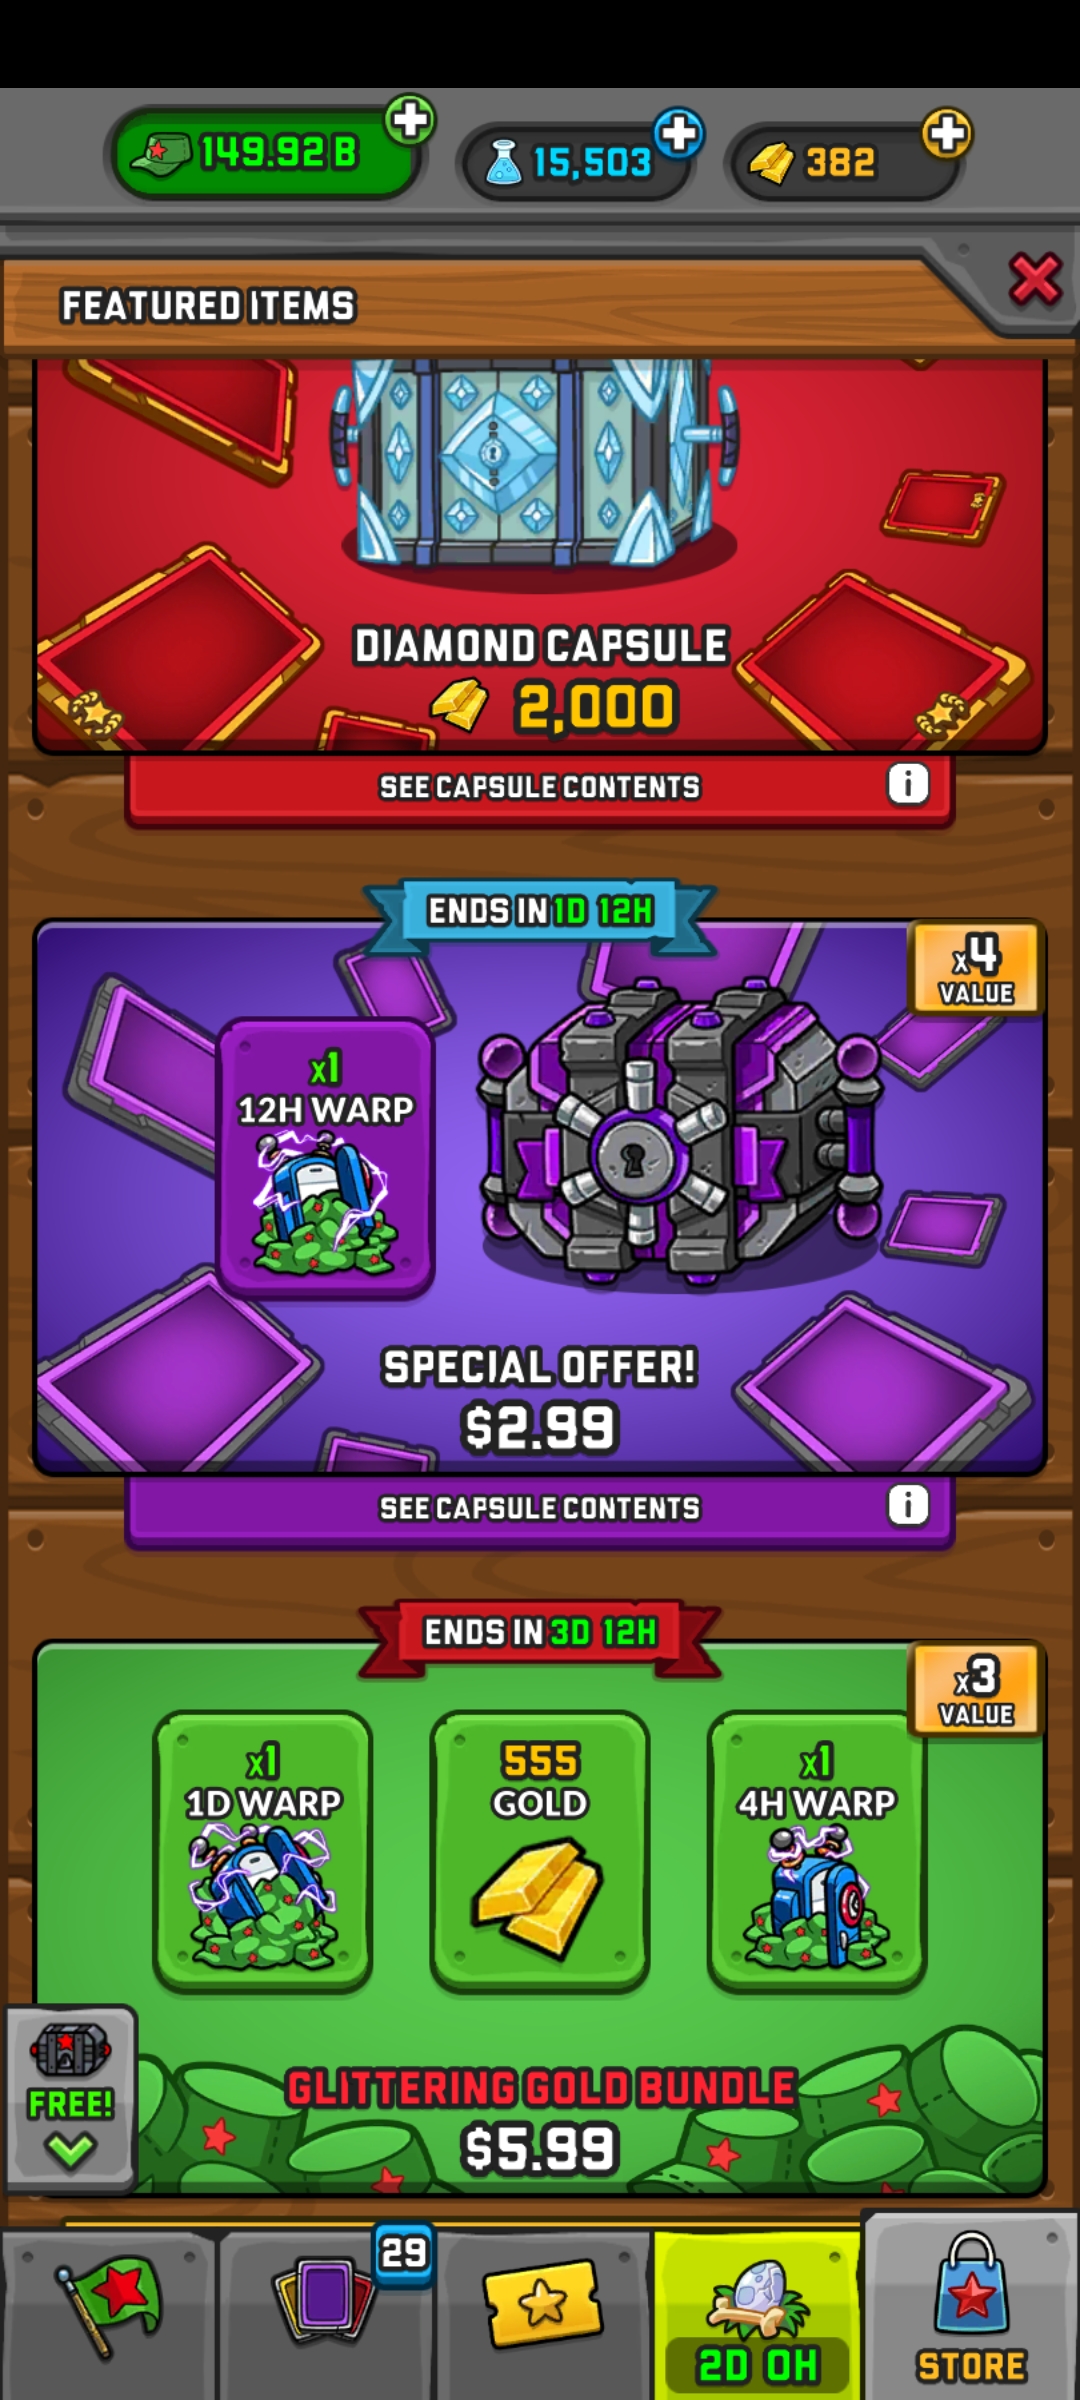 149.92 B
15,503
382
FEATURED ITEMS
DIAMOND CAPSULE
2,000
SEE CAPSULE CONTENTS
i
ENDS IN 1D 12H
x4
VALUE
x1
12H WARP
SPECIAL OFFER!
$2.99
SEE CAPSULE CONTENTS
i
ENDS IN 3D 12H
x3
VALUE
x1
1D WARP
555
GOLD
x1
4H WARP
FREE!
GLITTERING GOLD BUNDLE
$5.99
29
2D 0H
STORE